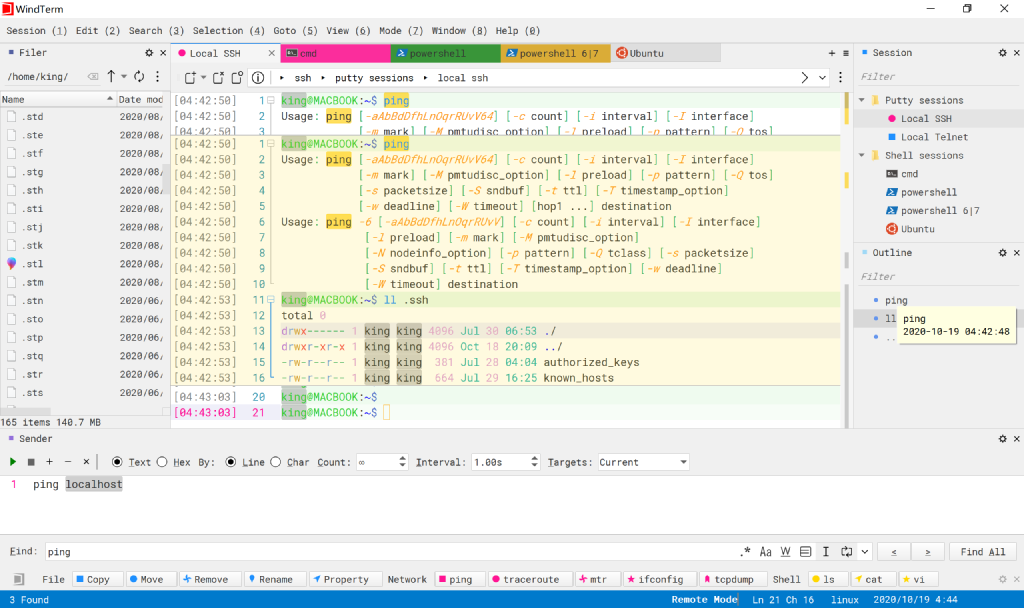 WindTerm
Session (1) Edit (2) Search (3) Selection (4) Goto (5) View (6) Mode (7) Window (8) Help (0)
Filer
Local SSH
cmd
powershell
powershell 6|7
Ubuntu
Session
/home/king/
ssh putty sessions local ssh
Filter
Name Date mod
.std 2020/08/
.ste 2020/08/
.stf 2020/06/
.stg 2020/08/
.sth 2020/08/
.sti 2020/08/
.stj 2020/08/
.stk 2020/08/
.stl 2020/08/
.stm 2020/08/
.stn 2020/06/
.sto 2020/06/
.stp 2020/06/
.stq 2020/06/
.str 2020/06/
.sts 2020/06/
165 items 140.7 MB
[04:42:50] 1 king@MACBOOK:~$ ping
[04:42:50] 2 Usage: ping [-aAbBdDfhLnOqrRUvV64] [-c count] [-i interval] [-I interface]
[04:42:50] 3 [-m mark] [-M pmtudisc_option] [-l preload] [-p pattern] [-Q tos]
[04:42:50] 1 king@MACBOOK:~$ ping
[04:42:50] 2 Usage: ping [-aAbBdDfhLnOqrRUvV64] [-c count] [-i interval] [-I interface]
[04:42:50] 3 [-m mark] [-M pmtudisc_option] [-l preload] [-p pattern] [-Q tos]
[04:42:50] 4 [-s packetsize] [-S sndbuf] [-t ttl] [-T timestamp_option]
[04:42:50] 5 [-w deadline] [-W timeout] [hop1 ...] destination
[04:42:50] 6 Usage: ping -6 [-aAbBdDfhLnOqrRUvV] [-c count] [-i interval] [-I interface]
[04:42:50] 7 [-l preload] [-m mark] [-M pmtudisc_option]
[04:42:50] 8 [-N nodeinfo_option] [-p pattern] [-Q tclass] [-s packetsize]
[04:42:50] 9 [-S sndbuf] [-t ttl] [-T timestamp_option] [-w deadline]
[04:42:50] 10 [-W timeout] destination
[04:42:53] 11 king@MACBOOK:~$ ll .ssh
[04:42:53] 12 total 0
[04:42:53] 13 drwx------ 1 king king 4096 Jul 30 06:53 ./
[04:42:53] 14 drwxr-xr-x 1 king king 4096 Oct 18 20:09 ../
[04:42:53] 15 -rw-r--r-- 1 king king 381 Jul 28 04:04 authorized_keys
[04:42:53] 16 -rw-r--r-- 1 king king 664 Jul 29 16:25 known_hosts
[04:43:03] 20 king@MACBOOK:~$
[04:43:03] 21 king@MACBOOK:~$
Putty sessions
Local SSH
Local Telnet
Shell sessions
cmd
powershell
powershell 6|7
Ubuntu
Outline
Filter
ping
ll
..
ping
2020-10-19 04:42:48
Sender
Text Hex By: Line Char Count: ∞ Interval: 1.00s Targets: Current
1 ping localhost
Find: ping .* Aa W < > Find All
File Copy Move Remove Rename Property Network ping traceroute mtr ifconfig tcpdump Shell ls cat vi
3 Found Remote Mode Ln 21 Ch 16 linux 2020/10/19 4:44